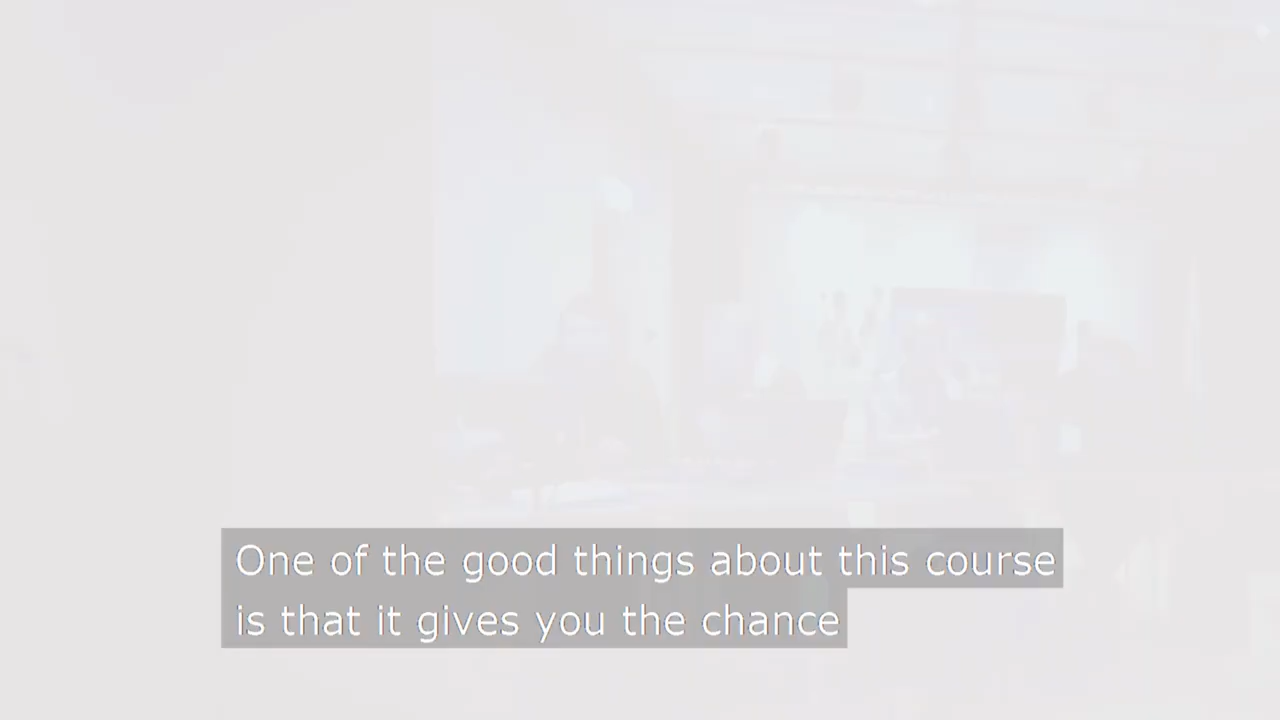 One of the good things about this course
is that it gives you the chance